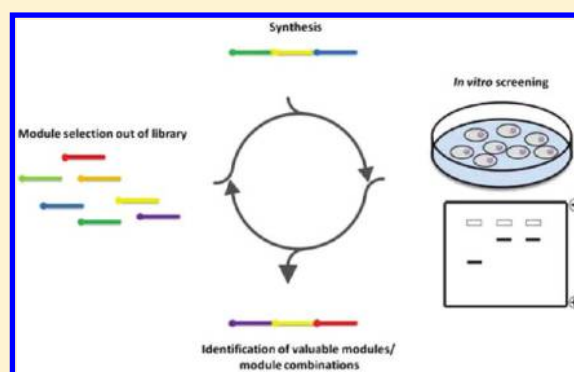 Synthesis
In vitro screening
Module selection out of library
Identification of valuable modules/
module combinations